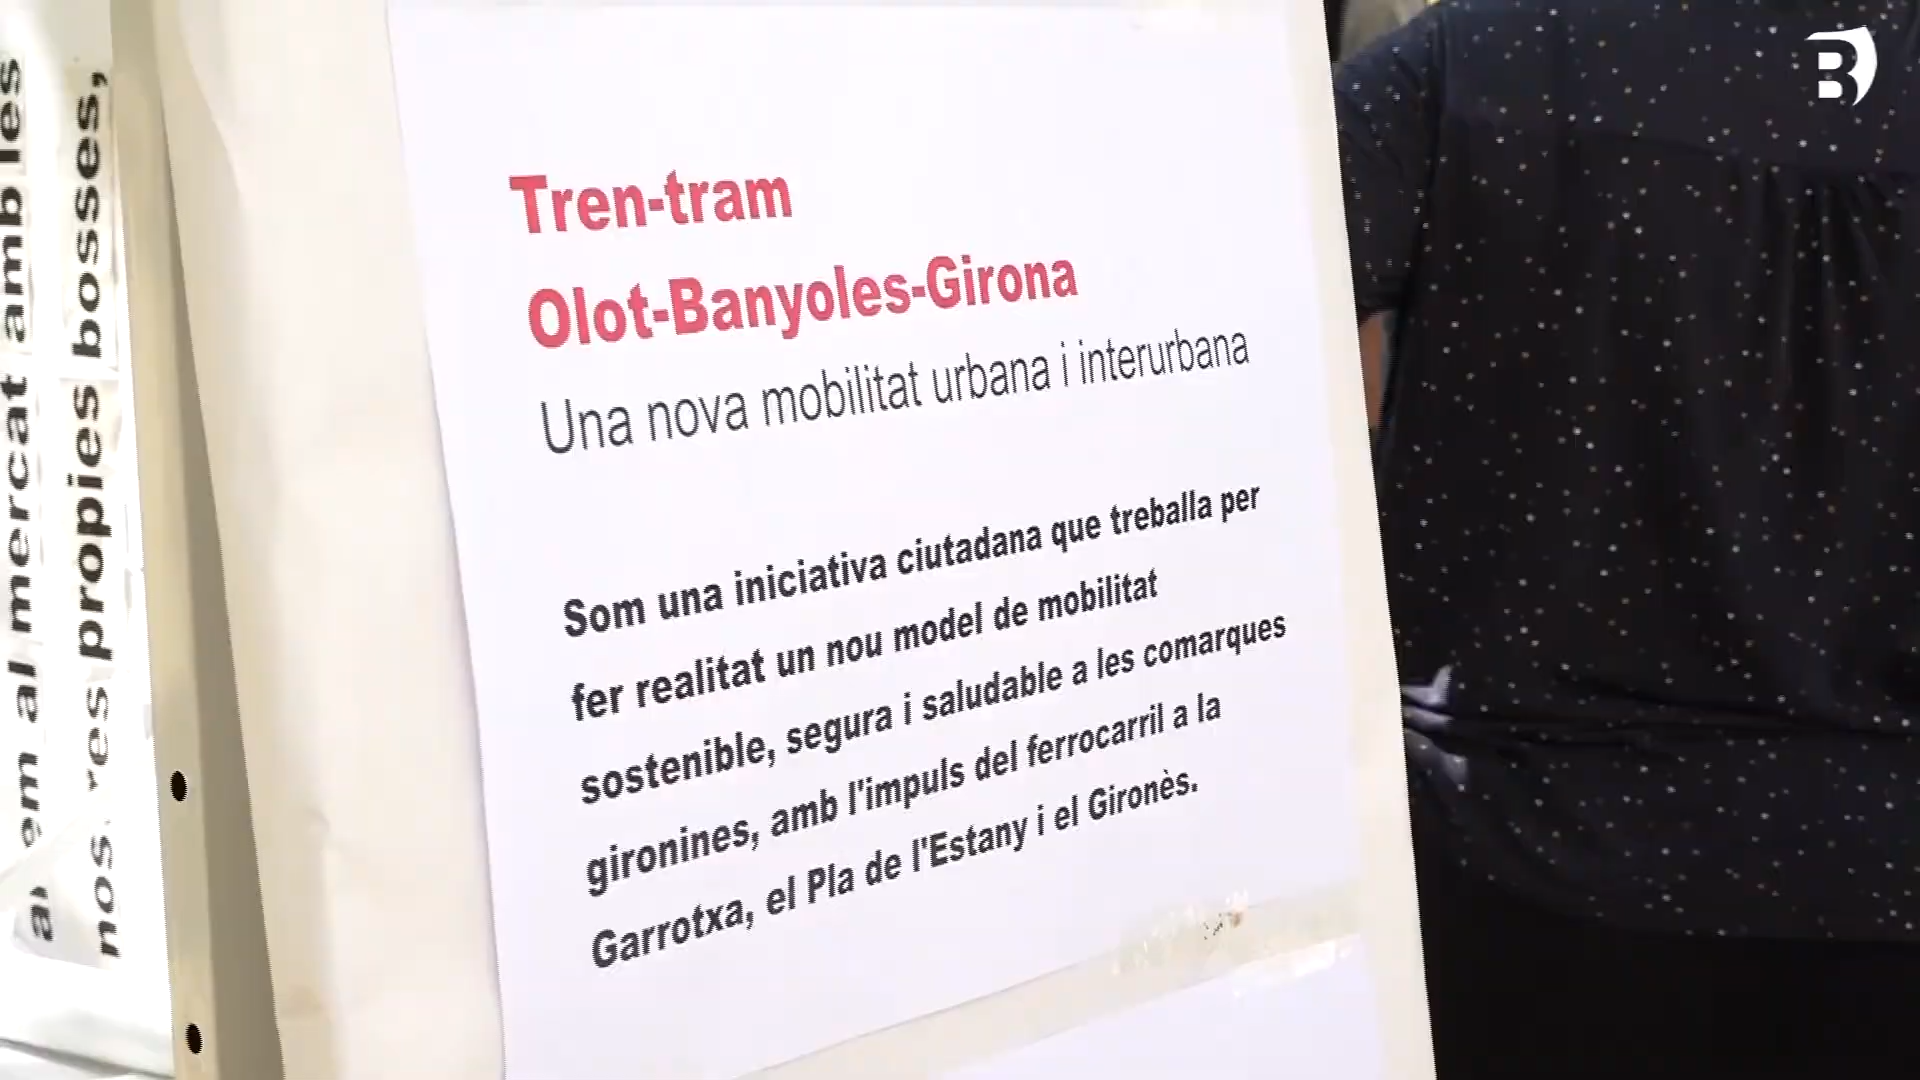 Tren-tram
Olot-Banyoles-Girona
Una nova mobilitat urbana i interurbana
Som una iniciativa ciutadana que treballa per
fer realitat un nou model de mobilitat
sostenible, segura i saludable a les comarques
gironines, amb l'impuls del ferrocarril a la
Garrotxa, el Pla de l'Estany i el Gironès.
al mercat amb les
propies bosses,
B